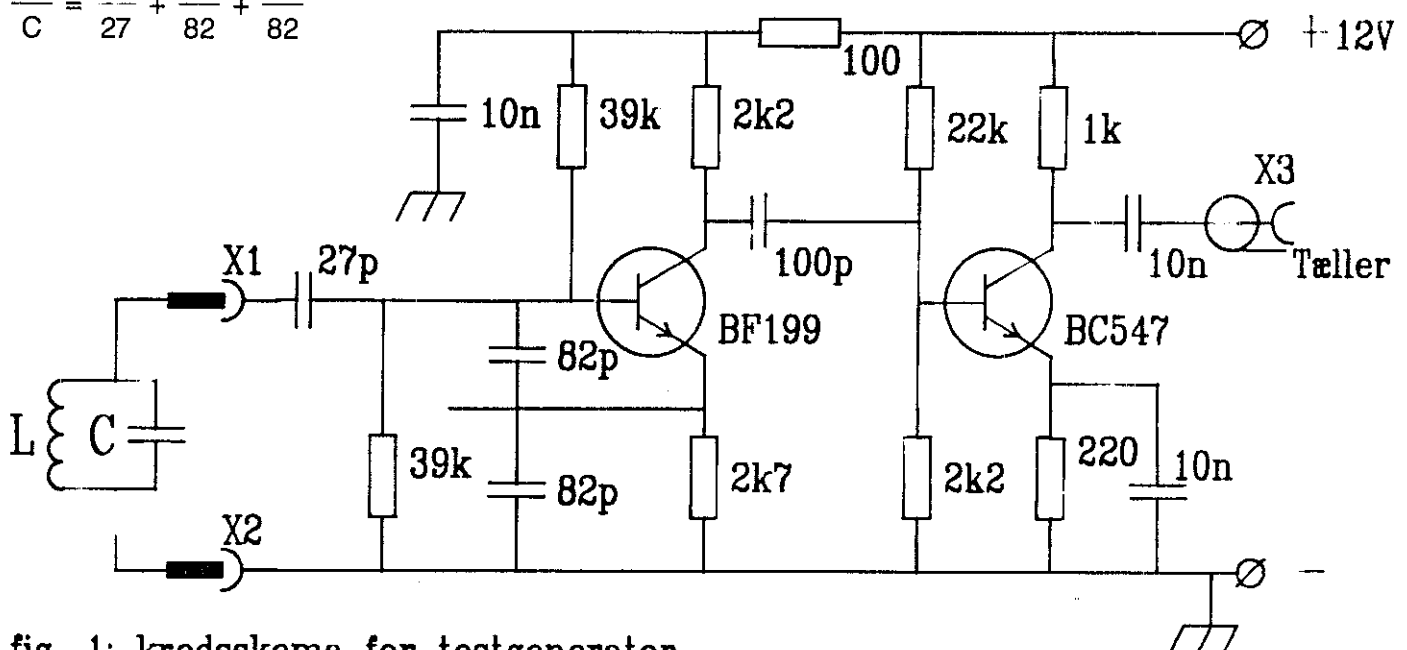 C = 27 + 82 + 82
+12V
100
10n
39k
2k2
22k
1k
X3
X1
27p
100p
10n
Tæller
BF199
BC547
82p
L
C
39k
82p
2k7
2k2
220
10n
X2
-
fig. 1: kredsskema for testgenerator